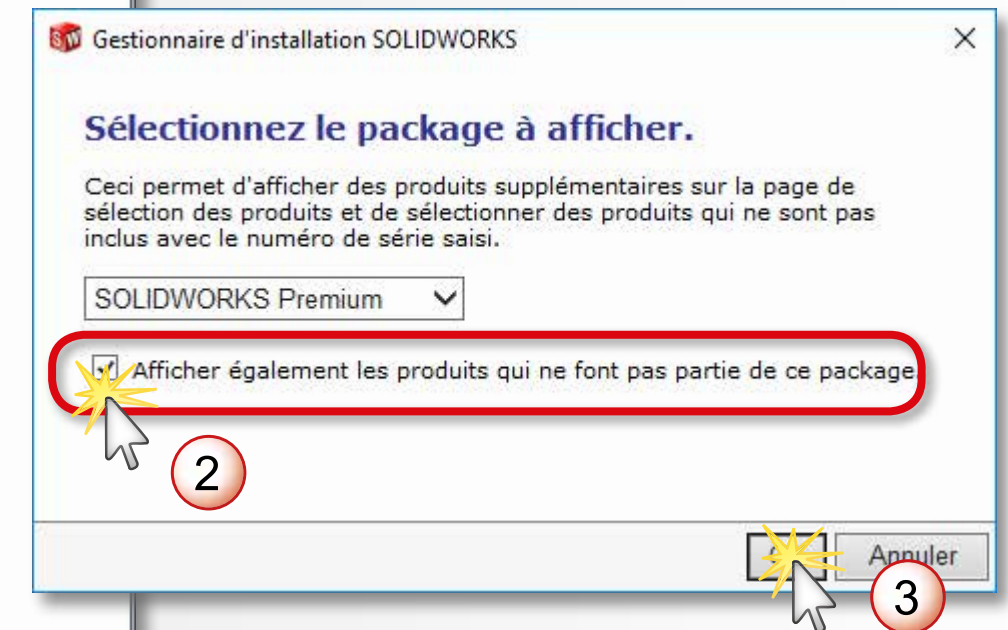 Gestionnaire d'installation SOLIDWORKS
Sélectionnez le package à afficher.
Ceci permet d'afficher des produits supplémentaires sur la page de
sélection des produits et de sélectionner des produits qui ne sont pas
inclus avec le numéro de série saisi.
SOLIDWORKS Premium
Afficher également les produits qui ne font pas partie de ce package.
2
Annuler
3